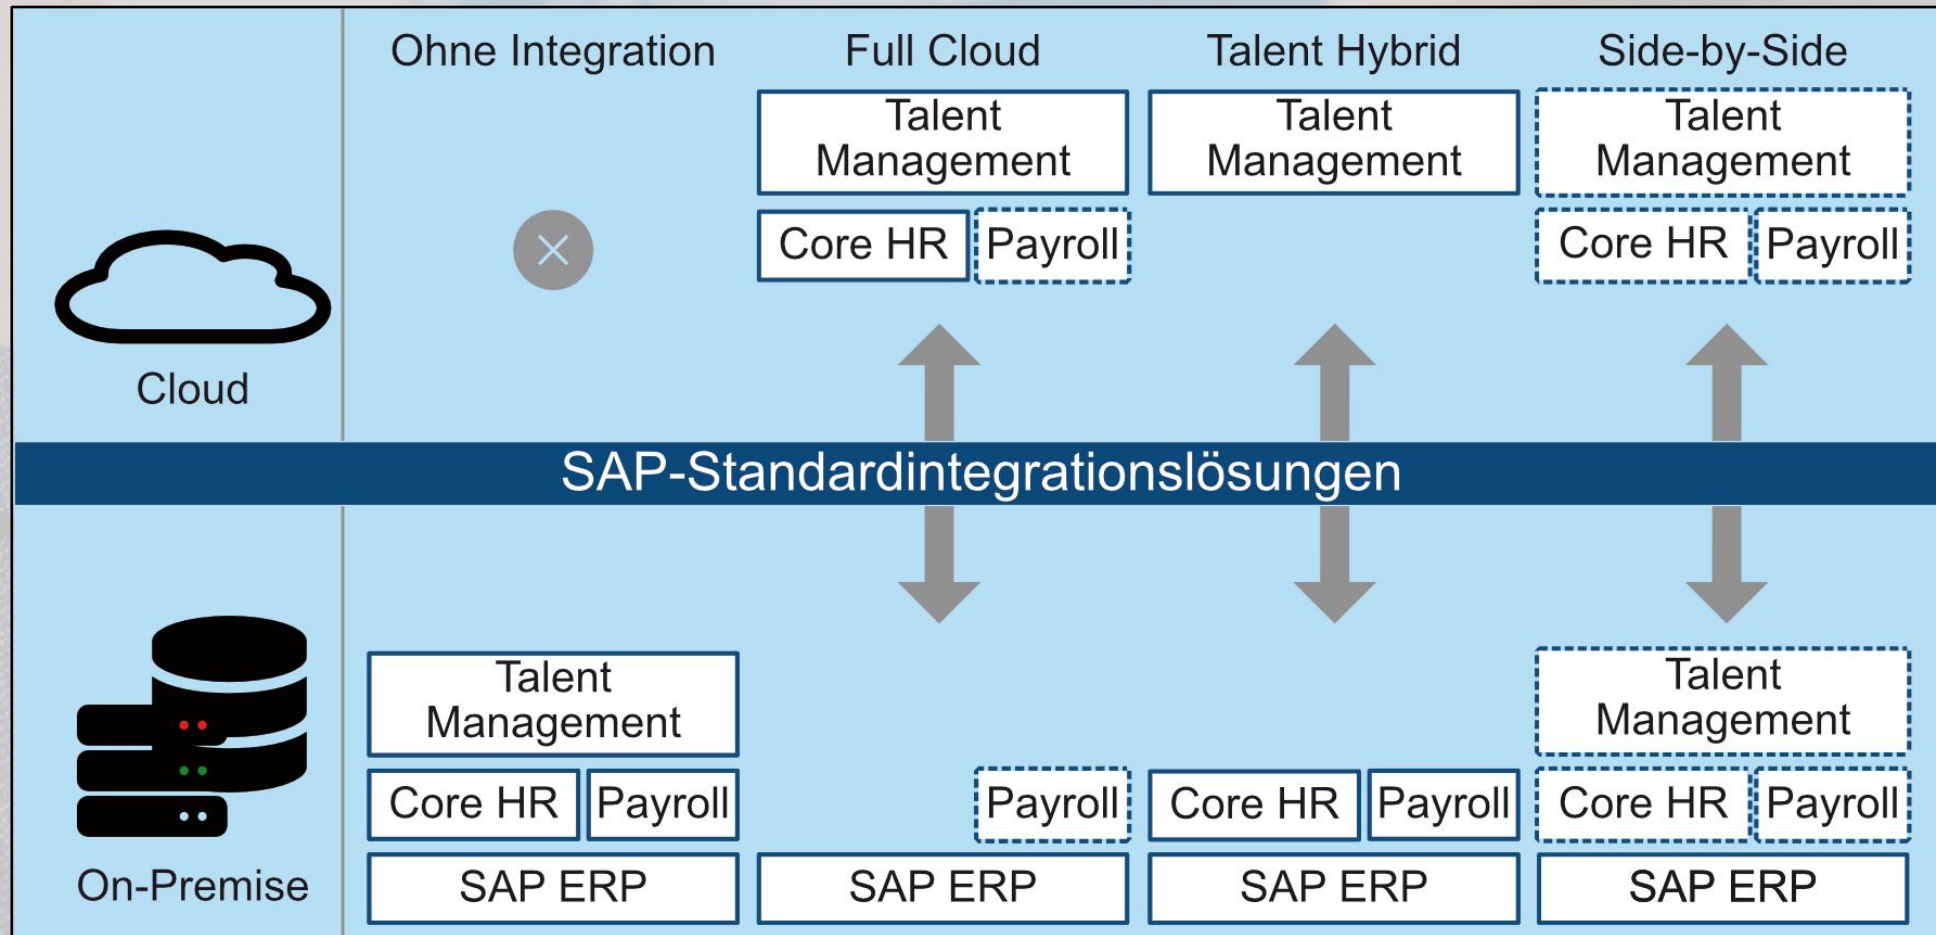 Ohne Integration
Full Cloud
Talent Hybrid
Side-by-Side
Talent
Management
Talent
Management
Talent
Management
Core HR
Payroll
Core HR
Payroll
Cloud
SAP-Standardintegrationslösungen
Talent
Management
Talent
Management
Core HR
Payroll
Payroll
Core HR
Payroll
Core HR
Payroll
On-Premise
SAP ERP
SAP ERP
SAP ERP
SAP ERP